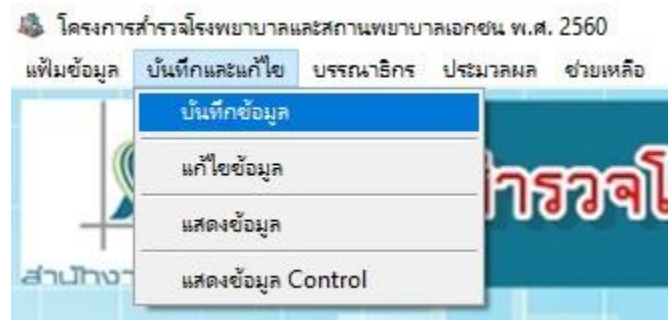 โครงการสำรวจโรงพยาบาลและสถานพยาบาลเอกชน พ.ศ. 2560
แฟ้มข้อมูล บันทึกและแก้ไข บรรณาธิกร ประมวลผล ช่วยเหลือ
บันทึกข้อมูล
แก้ไขข้อมูล
แสดงข้อมูล
แสดงข้อมูล Control